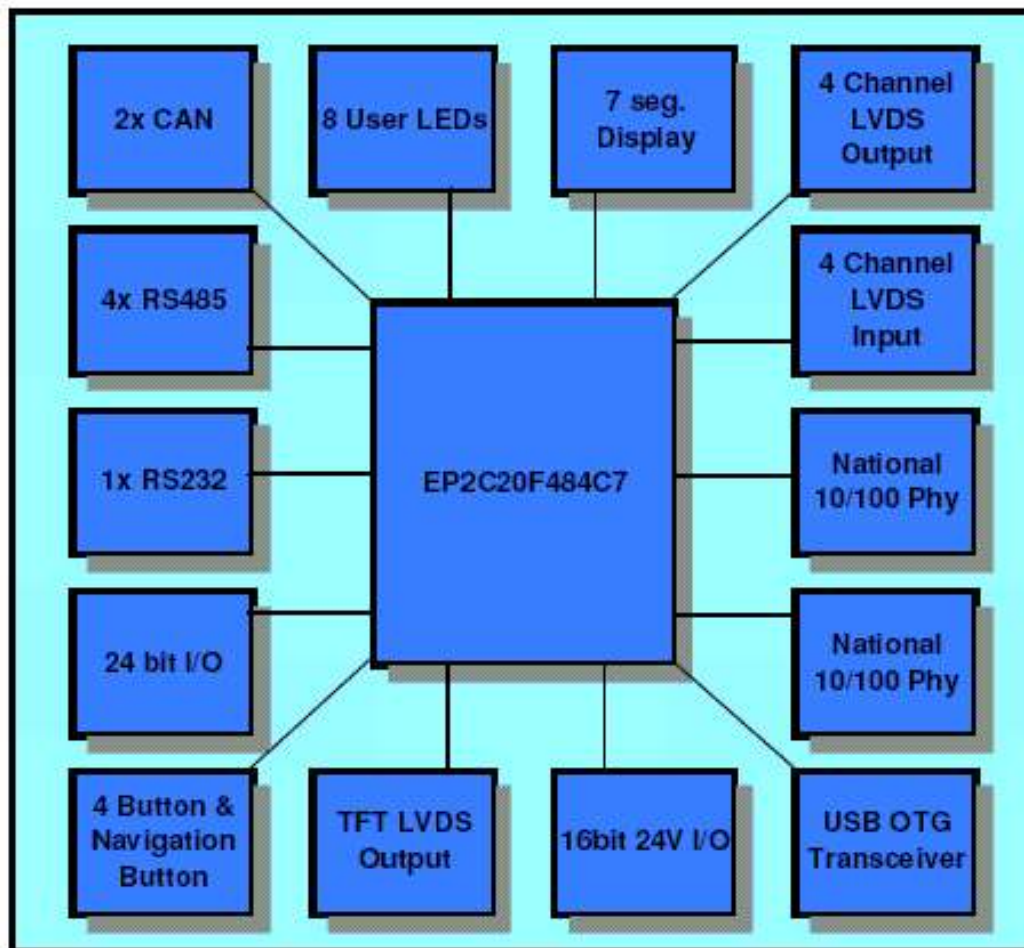 2x CAN
8 User LEDs
7 seg.
Display
4 Channel
LVDS
Output
4x RS485
4 Channel
LVDS
Input
1x RS232
EP2C20F484C7
National
10/100 Phy
24 bit I/O
National
10/100 Phy
4 Button &
Navigation
Button
TFT LVDS
Output
16bit 24V I/O
USB OTG
Transceiver